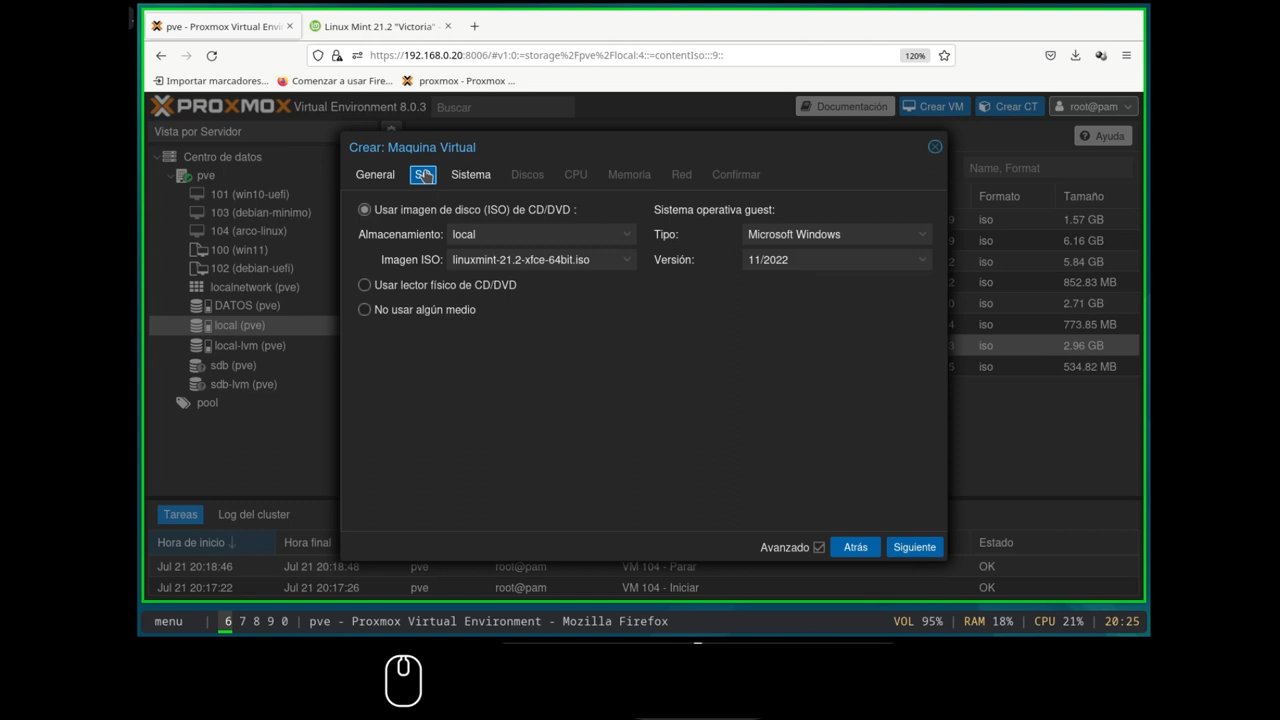 pve - Proxmox Virtual Envi
Linux Mint 21.2 "Victoria" -
https://192.168.0.20:8006/#v1:0:=storage%2Fpve%2Flocal:4::=contentIso:::9::
120%
Importar marcadores...
Comenzar a usar Fire...
proxmox - Proxmox ...
PROXMOX Virtual Environment 8.0.3
Buscar
Documentación
Crear VM
Crear CT
root@pam
Vista por Servidor
Ayuda
Centro de datos
pve
101 (win10-uefi)
103 (debian-minimo)
104 (arco-linux)
100 (win11)
102 (debian-uefi)
localnetwork (pve)
DATOS (pve)
local (pve)
local-lvm (pve)
sdb (pve)
sdb-lvm (pve)
pool
Crear: Maquina Virtual
General
Sistema
Discos
CPU
Memoria
Red
Confirmar
Usar imagen de disco (ISO) de CD/DVD :
Almacenamiento: local
Imagen ISO: linuxmint-21.2-xfce-64bit.iso
Usar lector físico de CD/DVD
No usar algún medio
Sistema operativa guest:
Tipo: Microsoft Windows
Versión: 11/2022
Avanzado
Atrás
Siguiente
Name, Format
Formato Tamaño
9 iso 1.57 GB
9 iso 6.16 GB
iso 5.84 GB
2 iso 852.83 MB
iso 2.71 GB
4 iso 773.85 MB
3 iso 2.96 GB
5 iso 534.82 MB
Tareas
Log del cluster
Hora de inicio Hora final Estado
Jul 21 20:18:46 Jul 21 20:18:48 pve root@pam VM 104 - Parar OK
Jul 21 20:17:22 Jul 21 20:17:26 pve root@pam VM 104 - Iniciar OK
menu | 6 7 8 9 0 | pve - Proxmox Virtual Environment - Mozilla Firefox
VOL 95% | RAM 18% | CPU 21% | 20:25